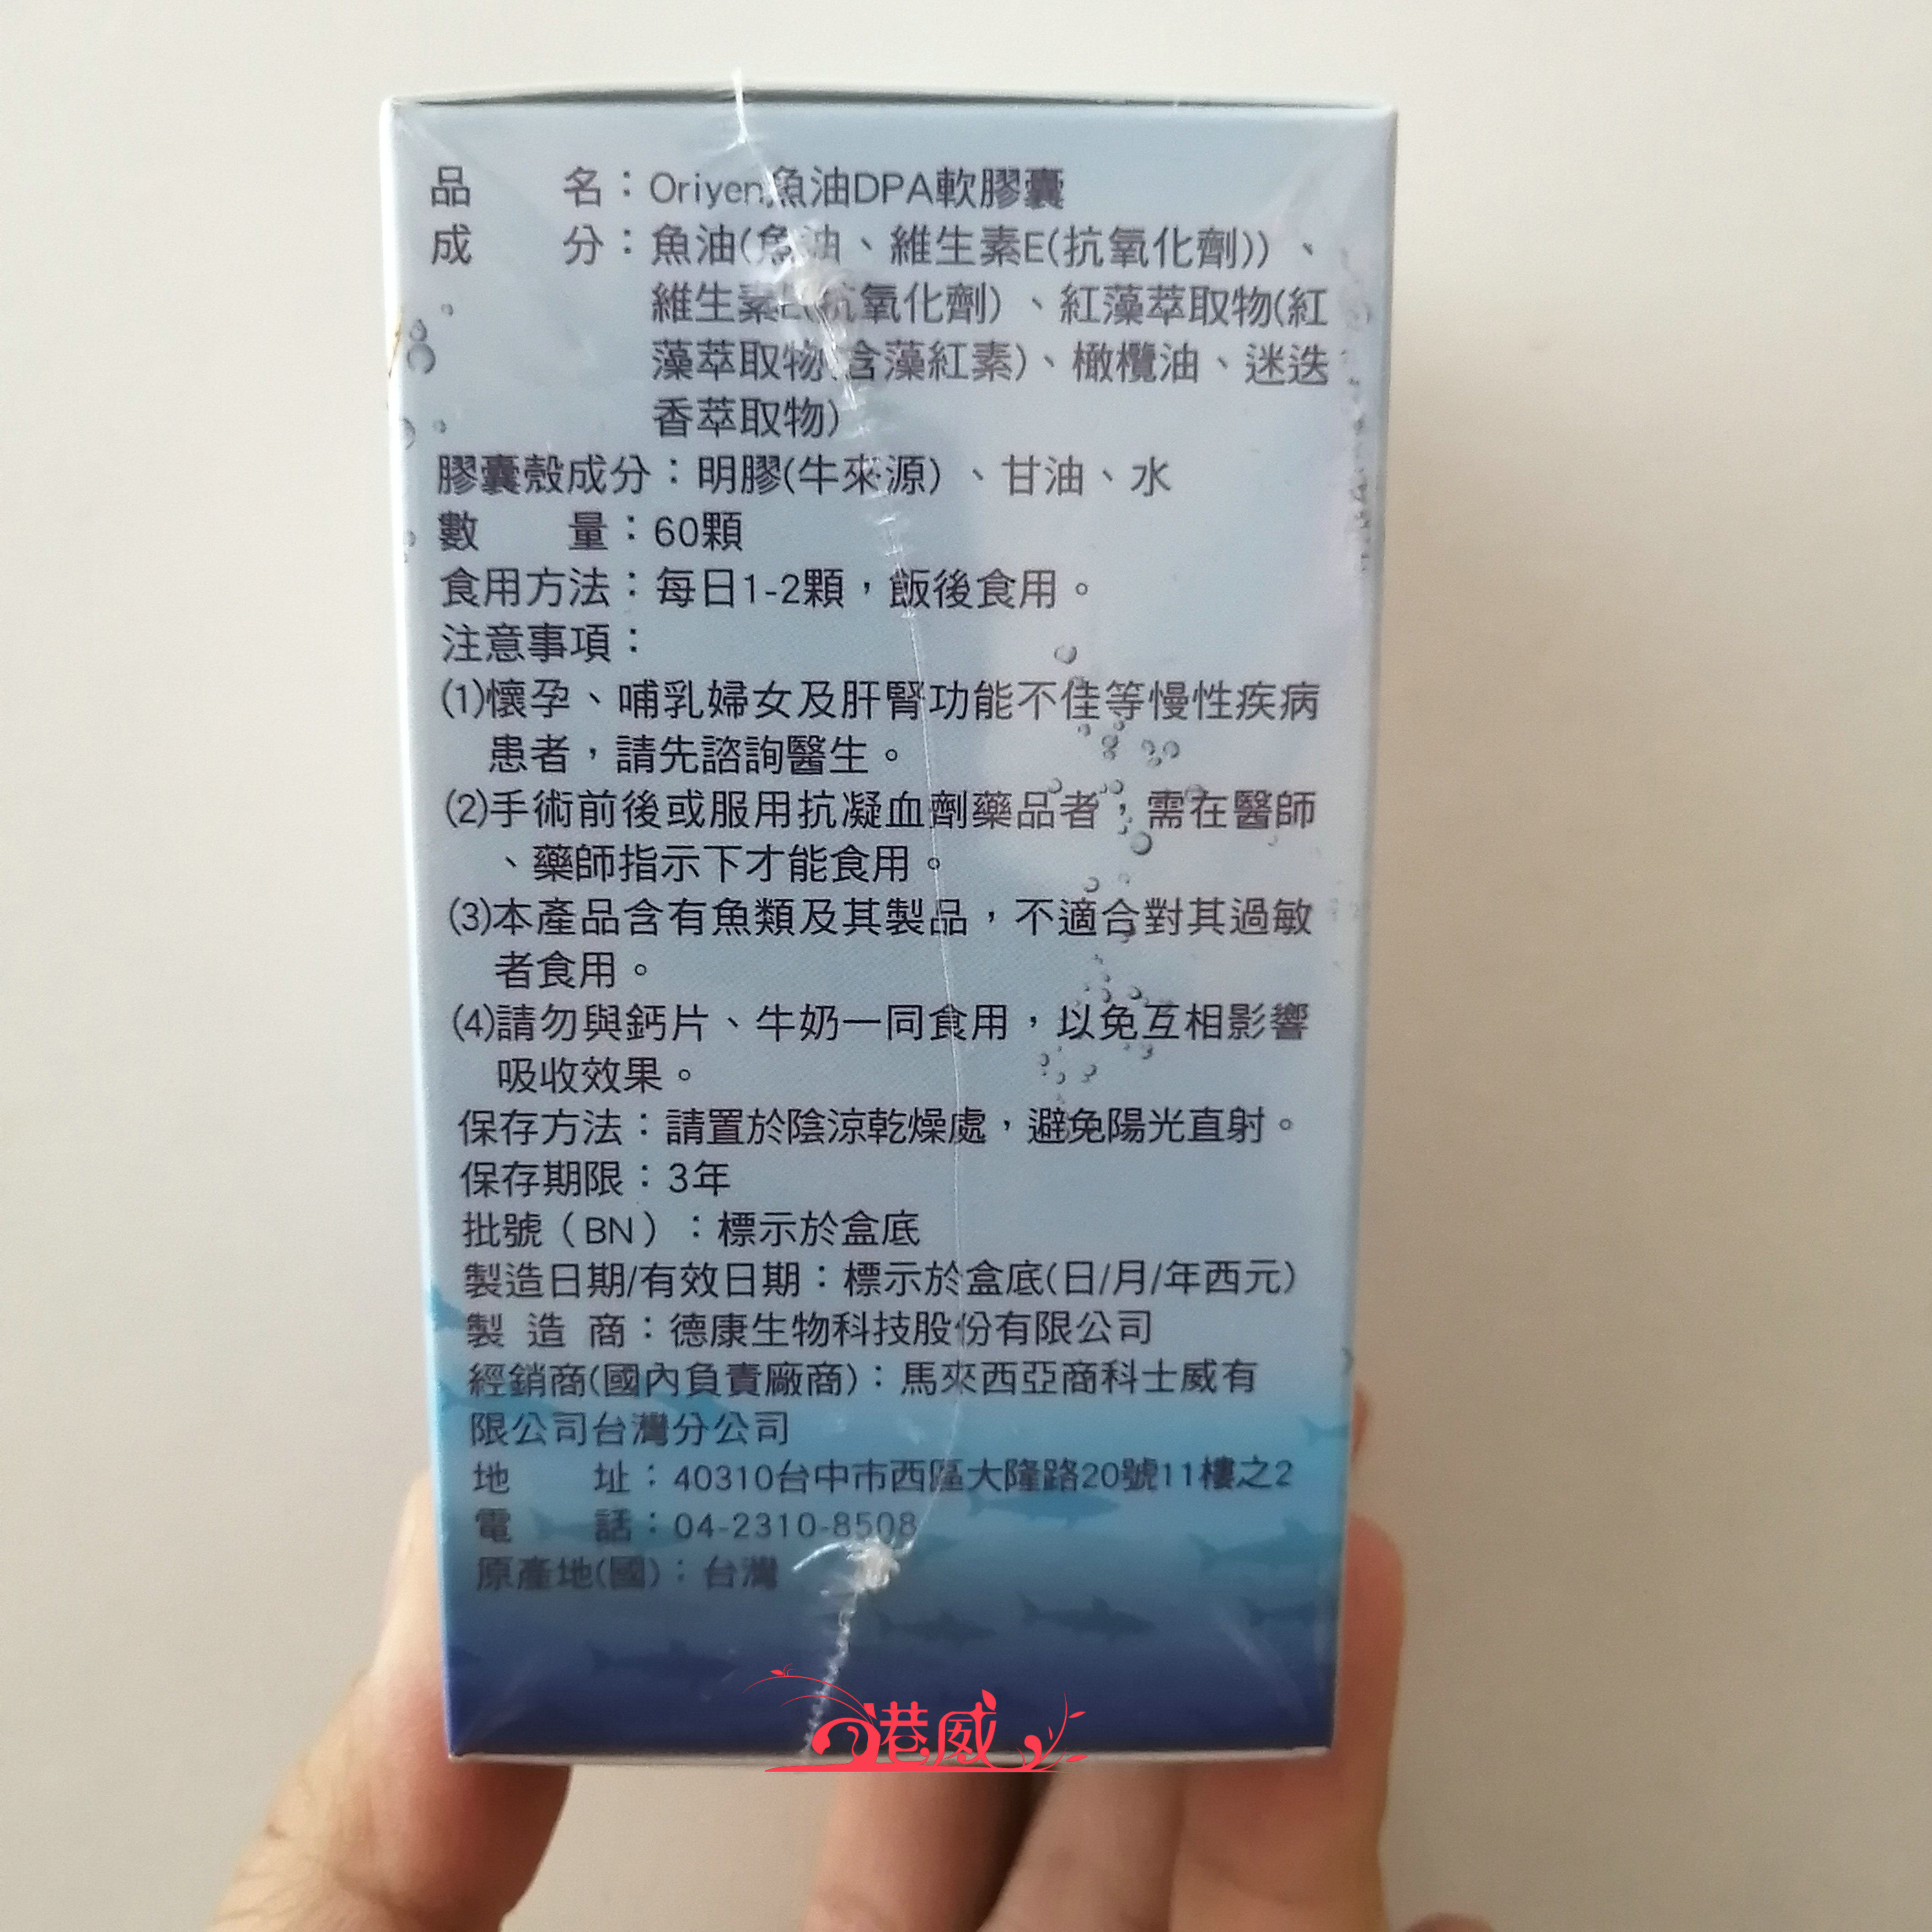 品　　名：Oriyen魚油DPA軟膠囊
成　　分：魚油(魚油、維生素E(抗氧化劑))、
維生素E(抗氧化劑)、紅藻萃取物(紅
藻萃取物(含藻紅素)、橄欖油、迷迭
香萃取物)
膠囊殼成分：明膠(牛來源)、甘油、水
數　　量：60顆
食用方法：每日1-2顆，飯後食用。
注意事項：
(1)懷孕、哺乳婦女及肝腎功能不佳等慢性疾病
患者，請先諮詢醫生。
(2)手術前後或服用抗凝血劑藥品者，需在醫師
、藥師指示下才能食用。
(3)本產品含有魚類及其製品，不適合對其過敏
者食用。
(4)請勿與鈣片、牛奶一同食用，以免互相影響
吸收效果。
保存方法：請置於陰涼乾燥處，避免陽光直射。
保存期限：3年
批號（BN）：標示於盒底
製造日期/有效日期：標示於盒底(日/月/年西元)
製 造 商：德康生物科技股份有限公司
經銷商(國內負責廠商)：馬來西亞商科士威有
限公司台灣分公司
地　　址：40310台中市西區大隆路20號11樓之2
電　　話：04-2310-8508
原產地(國)：台灣
港威